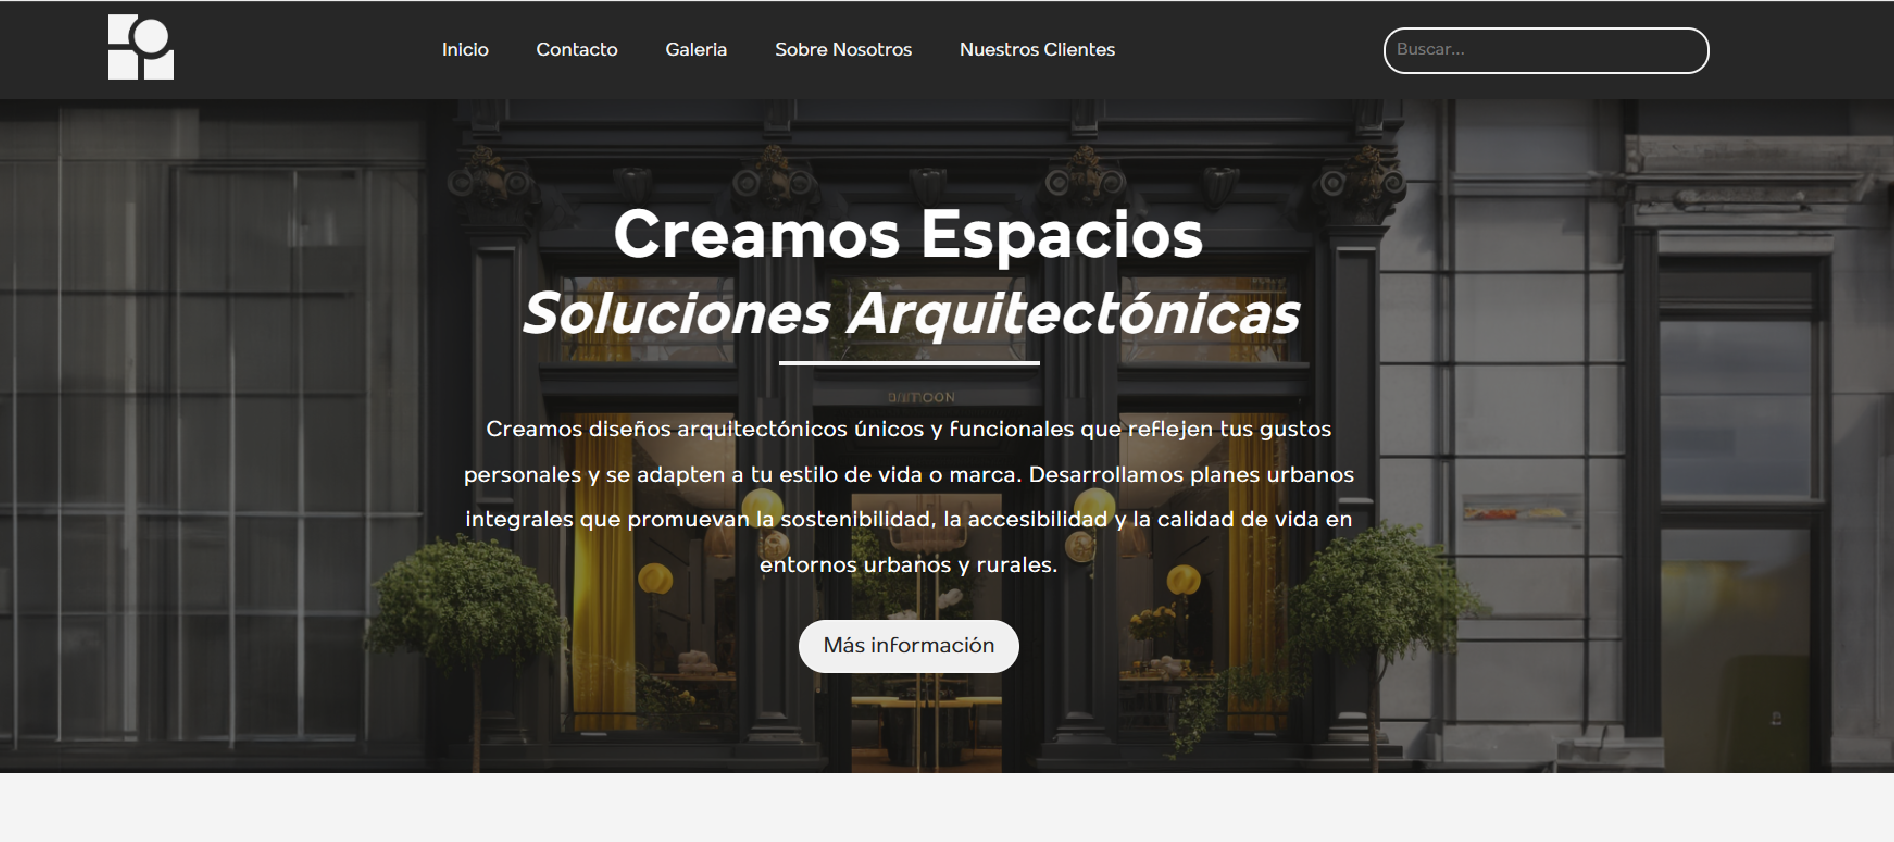 Inicio Contacto Galeria Sobre Nosotros Nuestros Clientes Buscar...
Creamos Espacios
Soluciones Arquitectónicas
Creamos diseños arquitectónicos únicos y funcionales que reflejen tus gustos
personales y se adapten a tu estilo de vida o marca. Desarrollamos planes urbanos
integrales que promuevan la sostenibilidad, la accesibilidad y la calidad de vida en
entornos urbanos y rurales.
Más información